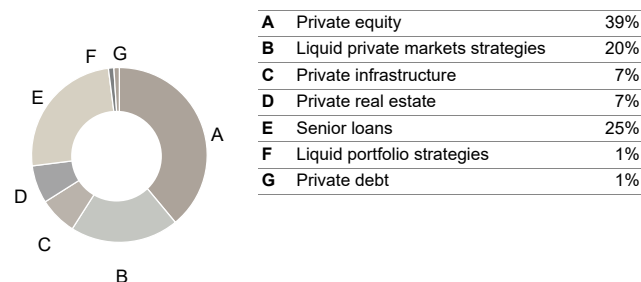 G
F
E
A
D
C
B
A Private equity 39%
B Liquid private markets strategies 20%
C Private infrastructure 7%
D Private real estate 7%
E Senior loans 25%
F Liquid portfolio strategies 1%
G Private debt 1%